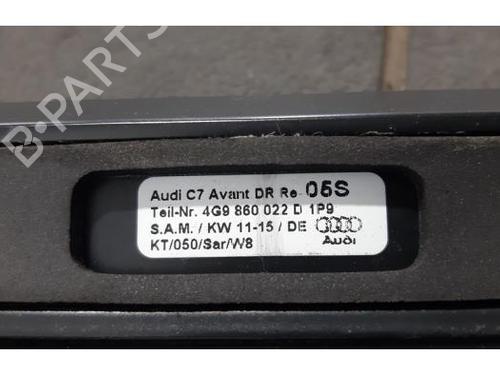 B-PARTS
Audi C7 Avant DR Re 05S
Teil-Nr. 4G9 860 022 D 1P9
S.A.M. / KW 11-15 / DE
KT/050/Sar/W8 Audi